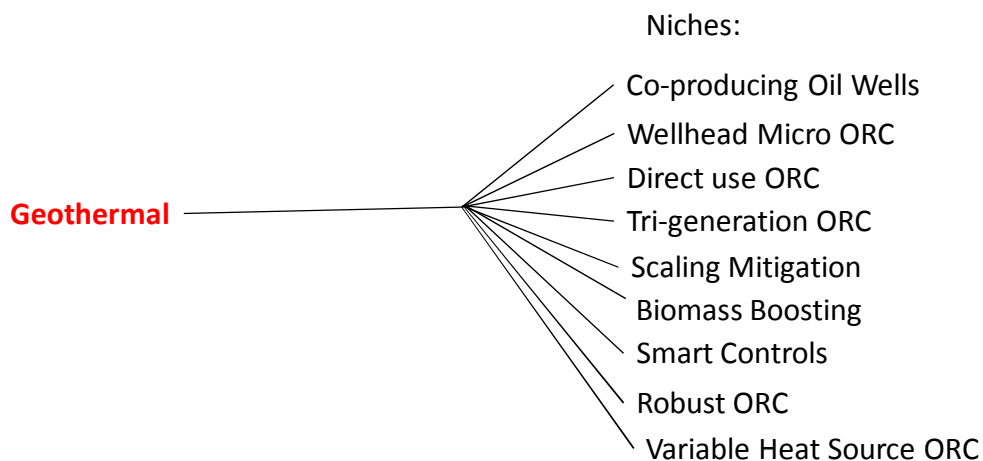 Niches:
Co-producing Oil Wells
Wellhead Micro ORC
Direct use ORC
Geothermal
Tri-generation ORC
Scaling Mitigation
Biomass Boosting
Smart Controls
Robust ORC
Variable Heat Source ORC